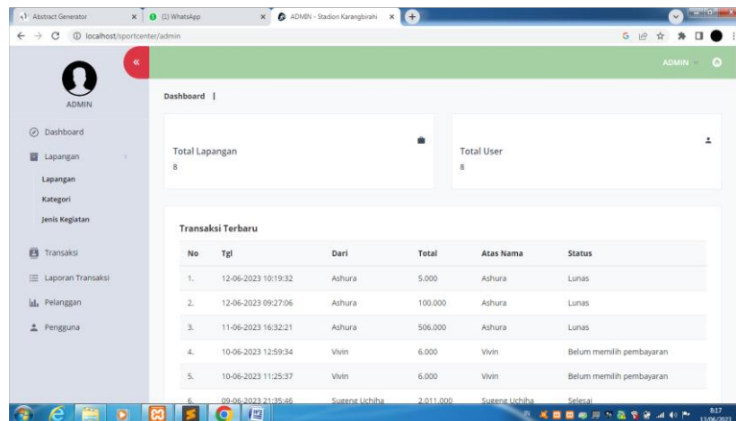 Abstract Generator
(1) WhatsApp
ADMIN - Stadion Karangbirahi
localhost/sportcenter/admin
ADMIN
ADMIN
Dashboard |
Dashboard
Lapangan
Lapangan
Kategori
Jenis Kegiatan
Transaksi
Laporan Transaksi
Pelanggan
Pengguna
Total Lapangan
8
Total User
8
Transaksi Terbaru
No Tgl Dari Total Atas Nama Status
1. 12-06-2023 10:19:32 Ashura 5.000 Ashura Lunas
2. 12-06-2023 09:27:06 Ashura 100.000 Ashura Lunas
3. 11-06-2023 16:32:21 Ashura 506.000 Ashura Lunas
4. 10-06-2023 12:59:34 Vivin 6.000 Vivin Belum memilih pembayaran
5. 10-06-2023 11:25:37 Vivin 6.000 Vivin Belum memilih pembayaran
6. 09-06-2023 21:35:46 Sugeng Uchiha 2.011.000 Sugeng Uchiha Selesai
8:17
13/06/2023